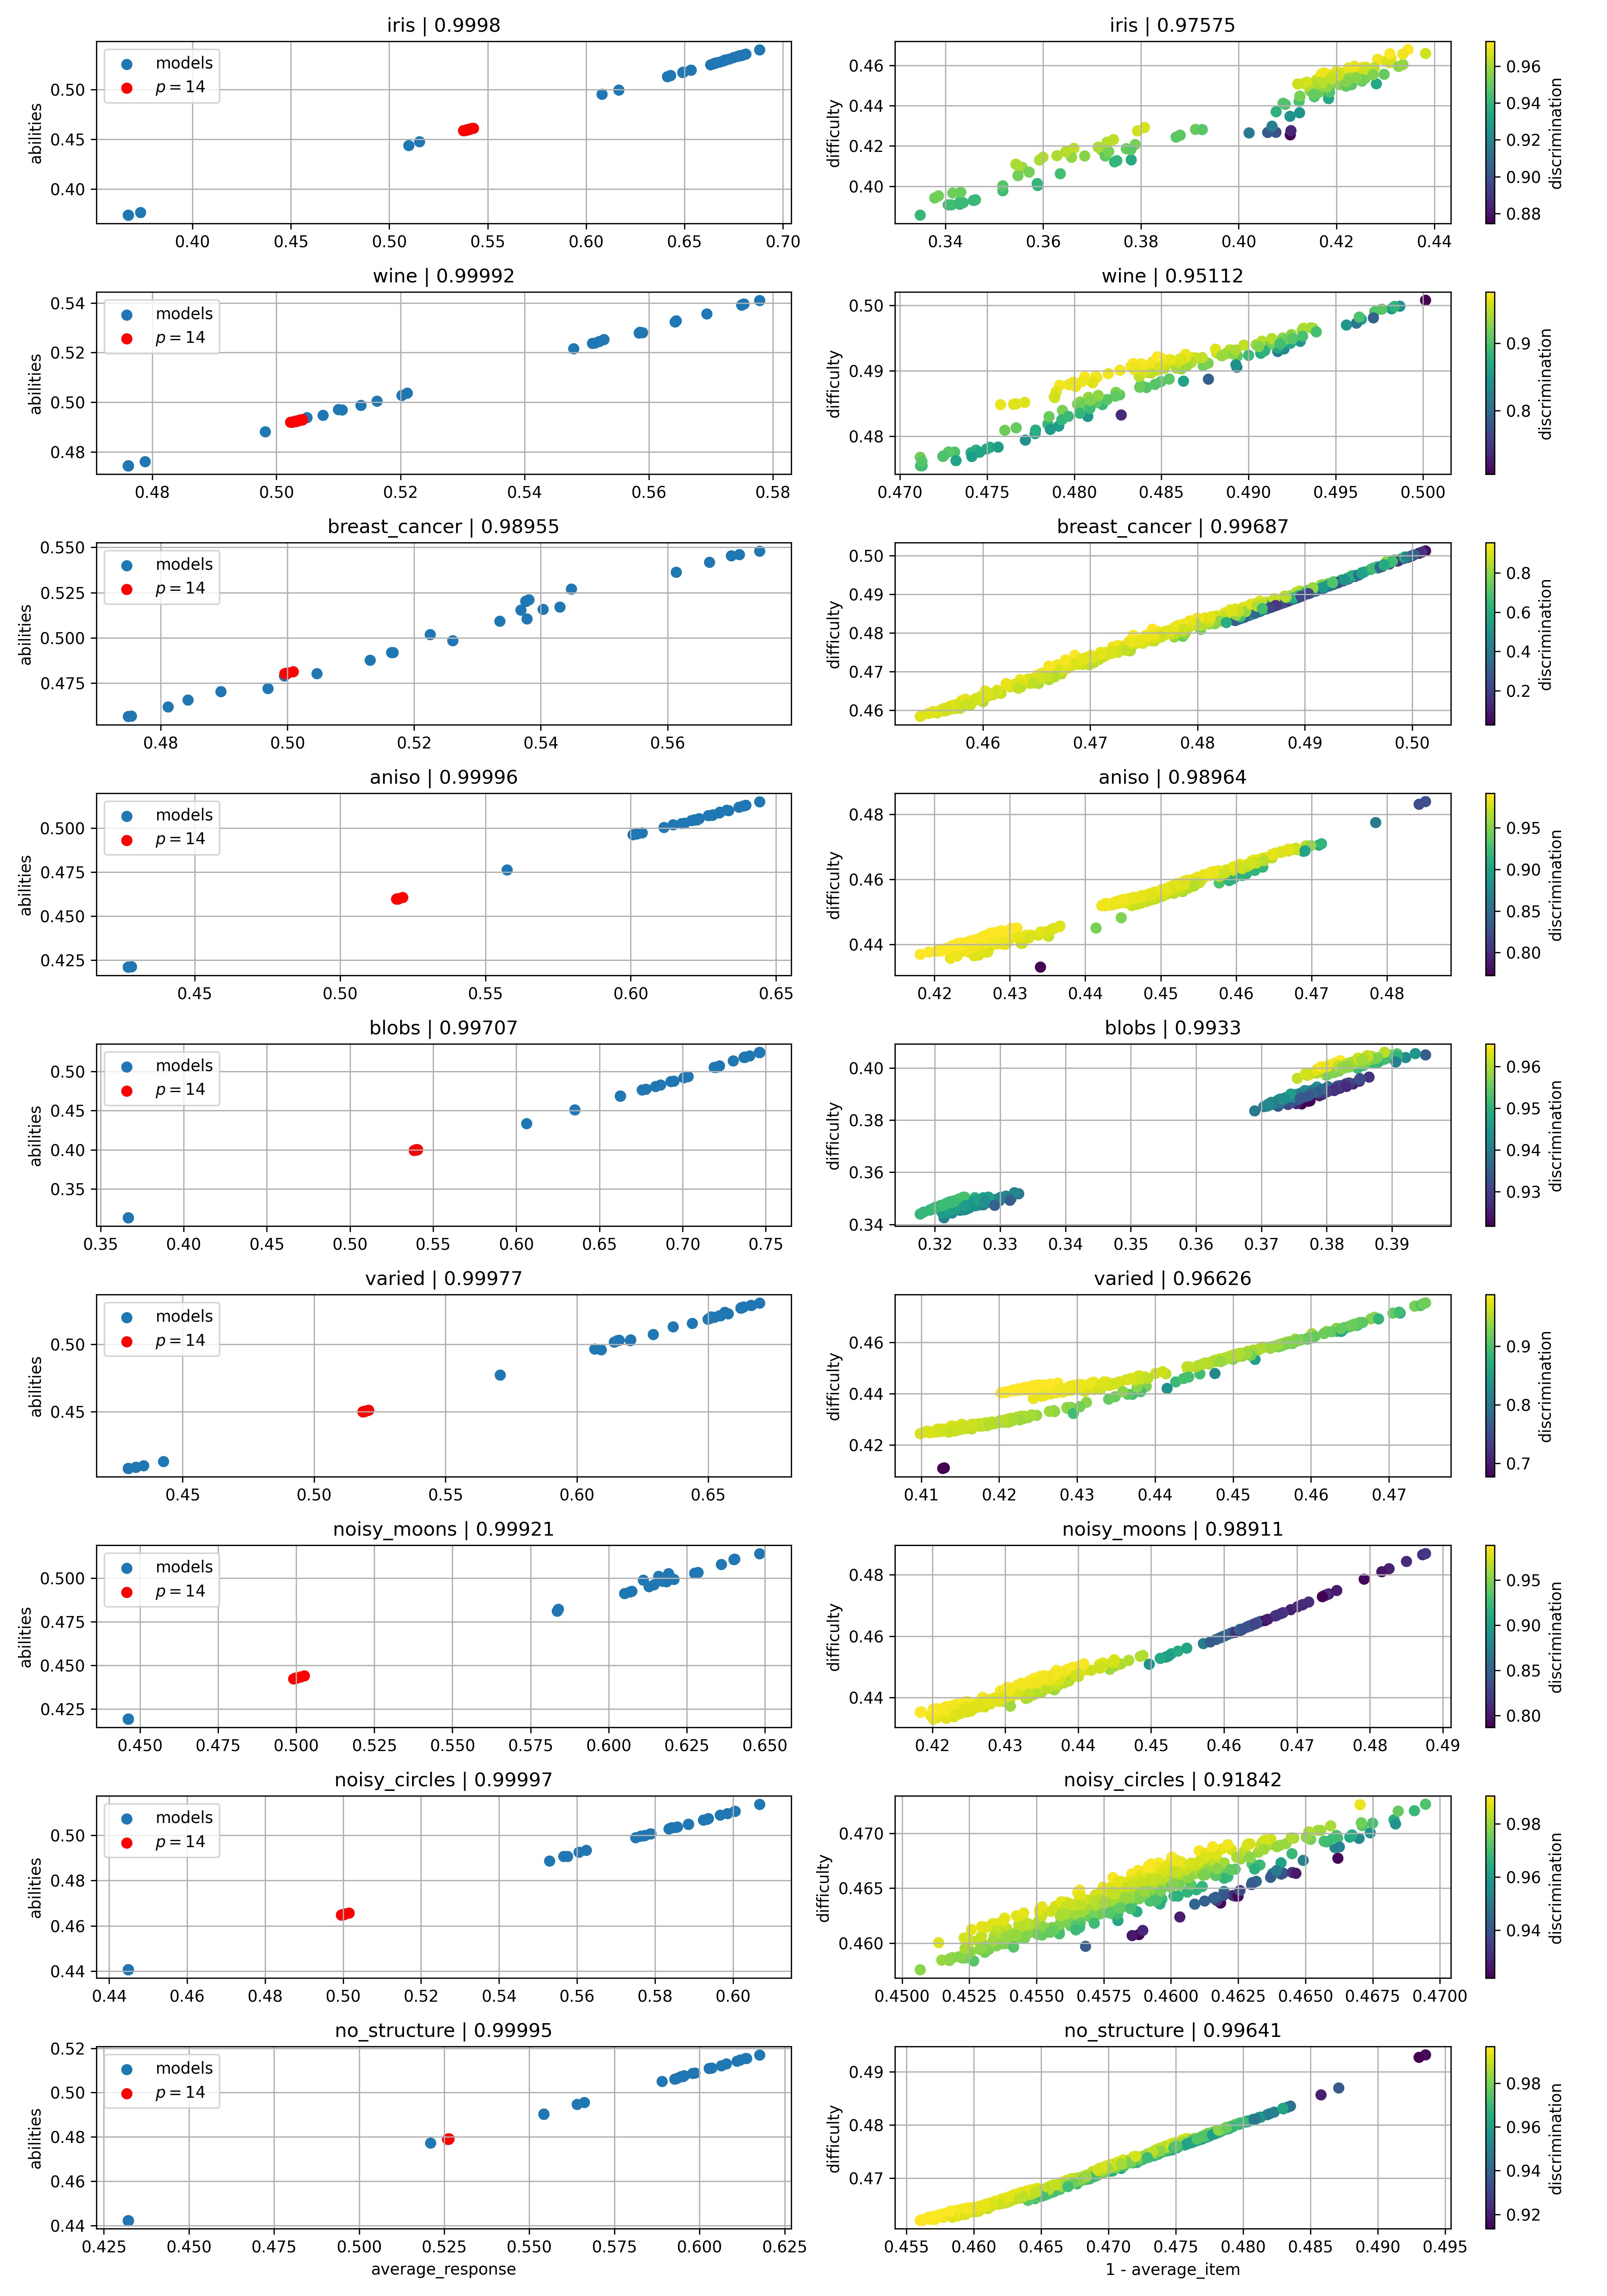 iris | 0.9998
models
p = 14
abilities
0.50
0.45
0.40
0.40 0.45 0.50 0.55 0.60 0.65 0.70
iris | 0.97575
difficulty
0.46
0.44
0.42
0.40
0.34 0.36 0.38 0.40 0.42 0.44
0.96
0.94
0.92
0.90
0.88
discrimination
wine | 0.99992
models
p = 14
abilities
0.54
0.52
0.50
0.48
0.48 0.50 0.52 0.54 0.56 0.58
wine | 0.95112
difficulty
0.50
0.49
0.48
0.470 0.475 0.480 0.485 0.490 0.495 0.500
0.9
0.8
discrimination
breast_cancer | 0.98955
models
p = 14
abilities
0.550
0.525
0.500
0.475
0.48 0.50 0.52 0.54 0.56
breast_cancer | 0.99687
difficulty
0.50
0.49
0.48
0.47
0.46
0.46 0.47 0.48 0.49 0.50
0.8
0.6
0.4
0.2
discrimination
aniso | 0.99996
models
p = 14
abilities
0.500
0.475
0.450
0.425
0.45 0.50 0.55 0.60 0.65
aniso | 0.98964
difficulty
0.48
0.46
0.44
0.42 0.43 0.44 0.45 0.46 0.47 0.48
0.95
0.90
0.85
0.80
discrimination
blobs | 0.99707
models
p = 14
abilities
0.50
0.45
0.40
0.35
0.35 0.40 0.45 0.50 0.55 0.60 0.65 0.70 0.75
blobs | 0.9933
difficulty
0.40
0.38
0.36
0.34
0.32 0.33 0.34 0.35 0.36 0.37 0.38 0.39
0.96
0.95
0.94
0.93
discrimination
varied | 0.99977
models
p = 14
abilities
0.50
0.45
0.45 0.50 0.55 0.60 0.65
varied | 0.96626
difficulty
0.46
0.44
0.42
0.41 0.42 0.43 0.44 0.45 0.46 0.47
0.9
0.8
0.7
discrimination
noisy_moons | 0.99921
models
p = 14
abilities
0.500
0.475
0.450
0.425
0.450 0.475 0.500 0.525 0.550 0.575 0.600 0.625 0.650
noisy_moons | 0.98911
difficulty
0.48
0.46
0.44
0.42 0.43 0.44 0.45 0.46 0.47 0.48 0.49
0.95
0.90
0.85
0.80
discrimination
noisy_circles | 0.99997
models
p = 14
abilities
0.50
0.48
0.46
0.44
0.44 0.46 0.48 0.50 0.52 0.54 0.56 0.58 0.60
noisy_circles | 0.91842
difficulty
0.470
0.465
0.460
0.4500 0.4525 0.4550 0.4575 0.4600 0.4625 0.4650 0.4675 0.4700
0.98
0.96
0.94
discrimination
no_structure | 0.99995
models
p = 14
abilities
0.52
0.50
0.48
0.46
0.44
0.425 0.450 0.475 0.500 0.525 0.550 0.575 0.600 0.625
average_response
no_structure | 0.99641
difficulty
0.49
0.48
0.47
0.455 0.460 0.465 0.470 0.475 0.480 0.485 0.490 0.495
1 - average_item
0.98
0.96
0.94
0.92
discrimination